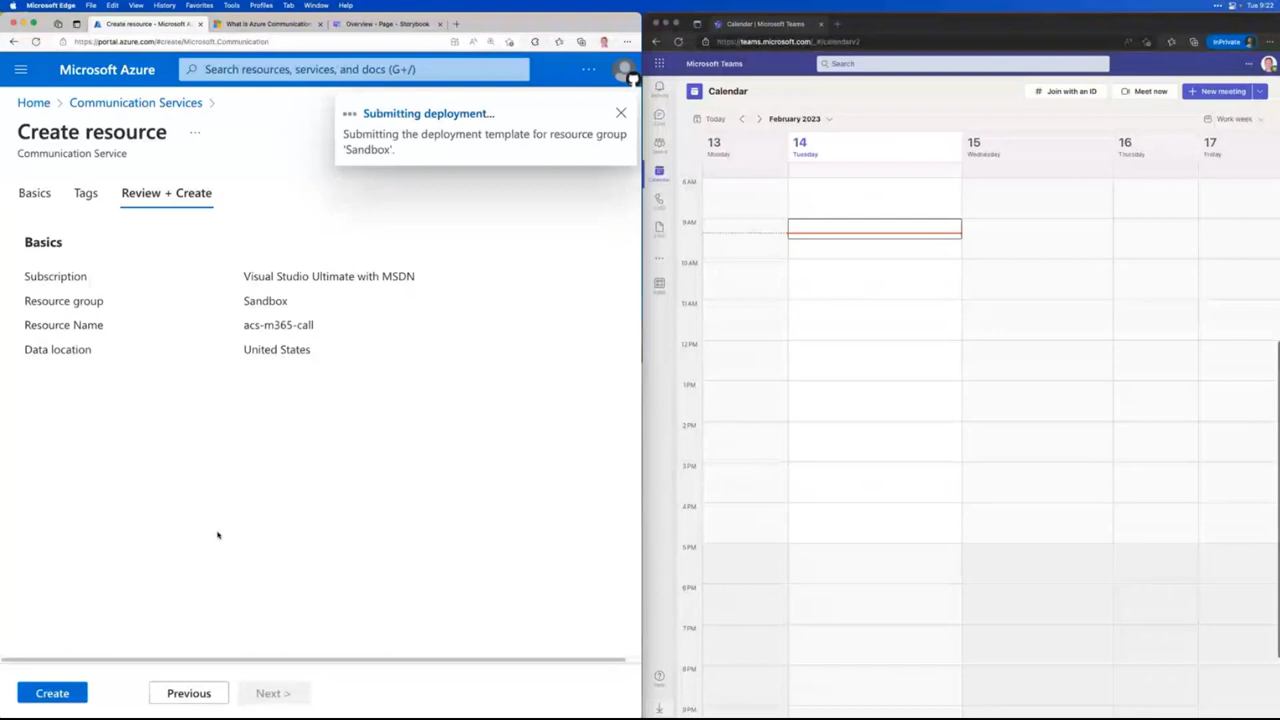 Microsoft Edge File Edit View History Favorites Tools Profiles Tab Window Help
Tue 9:22
Create resource - Microsoft A
What is Azure Communication
Overview - Page - Storybook
https://portal.azure.com/#create/Microsoft.Communication
Microsoft Azure
Search resources, services, and docs (G+/)
Home > Communication Services >
Create resource
Communication Service
Submitting deployment...
Submitting the deployment template for resource group
'Sandbox'.
Basics
Tags
Review + Create
Basics
Subscription
Visual Studio Ultimate with MSDN
Resource group
Sandbox
Resource Name
acs-m365-call
Data location
United States
Create
Previous
Next >
Calendar | Microsoft Teams
https://teams.microsoft.com/_#/calendarv2
InPrivate
Microsoft Teams
Search
Calendar
# Join with an ID
Meet now
+ New meeting
Today
February 2023
Work week
13
Monday
14
Tuesday
15
Wednesday
16
Thursday
17
Friday
8 AM
9 AM
10 AM
11 AM
12 PM
1 PM
2 PM
3 PM
4 PM
5 PM
6 PM
7 PM
8 PM
9 PM